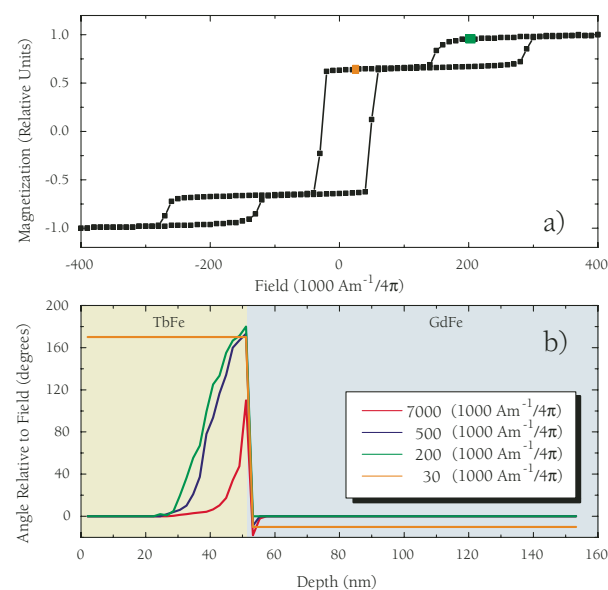 1.0
0.5
0.0
-0.5
-1.0
Magnetization (Relative Units)
a)
-400 -200 0 200 400
Field (1000 Am⁻¹/4π)
200
160
120
80
40
0
Angle Relative to Field (degrees)
TbFe GdFe
b)
7000 (1000 Am⁻¹/4π)
500 (1000 Am⁻¹/4π)
200 (1000 Am⁻¹/4π)
30 (1000 Am⁻¹/4π)
0 20 40 60 80 100 120 140 160
Depth (nm)